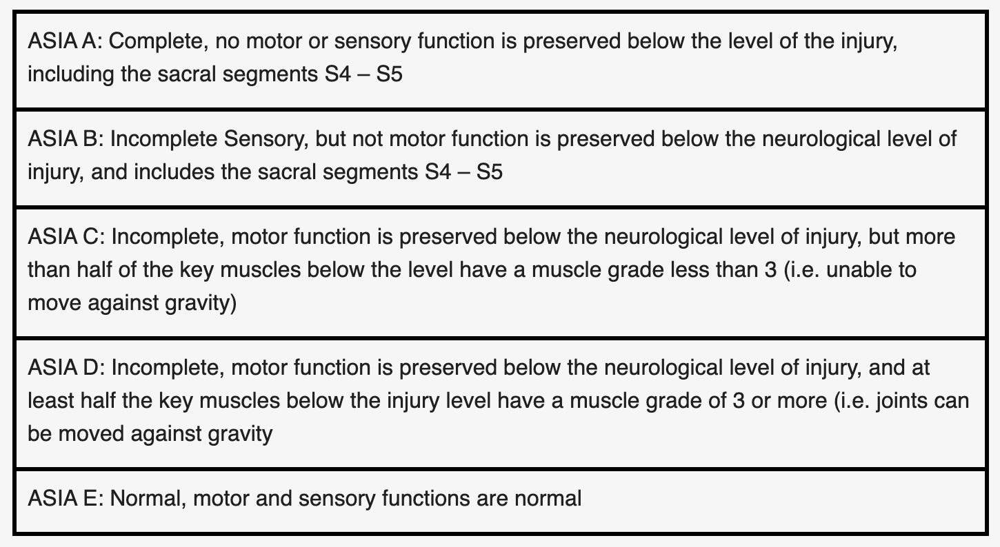 ASIA A: Complete, no motor or sensory function is preserved below the level of the injury,
including the sacral segments S4 – S5
ASIA B: Incomplete Sensory, but not motor function is preserved below the neurological level of
injury, and includes the sacral segments S4 – S5
ASIA C: Incomplete, motor function is preserved below the neurological level of injury, but more
than half of the key muscles below the level have a muscle grade less than 3 (i.e. unable to
move against gravity)
ASIA D: Incomplete, motor function is preserved below the neurological level of injury, and at
least half the key muscles below the injury level have a muscle grade of 3 or more (i.e. joints can
be moved against gravity
ASIA E: Normal, motor and sensory functions are normal